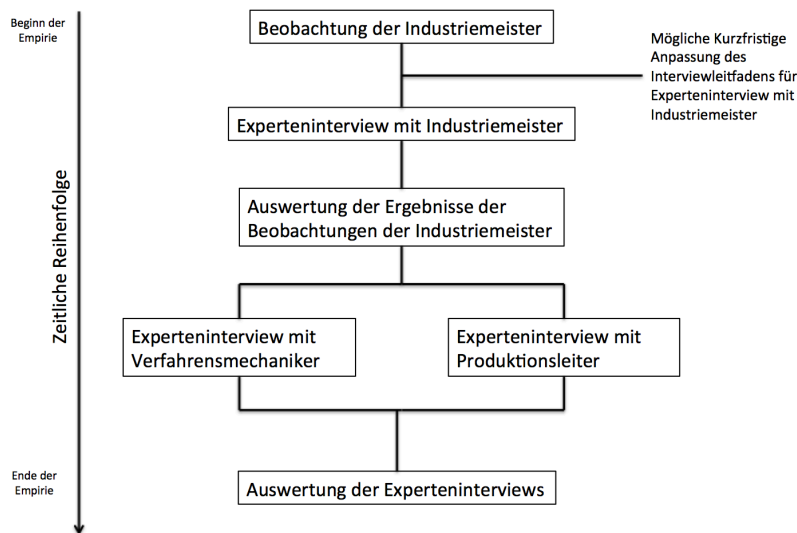 Beginn der
Empirie
Beobachtung der Industriemeister
Mögliche Kurzfristige
Anpassung des
Interviewleitfadens für
Experteninterview mit
Industriemeister
Experteninterview mit Industriemeister
Zeitliche Reihenfolge
Auswertung der Ergebnisse der
Beobachtungen der Industriemeister
Experteninterview mit
Verfahrensmechaniker
Experteninterview mit
Produktionsleiter
Ende der
Empirie
Auswertung der Experteninterviews